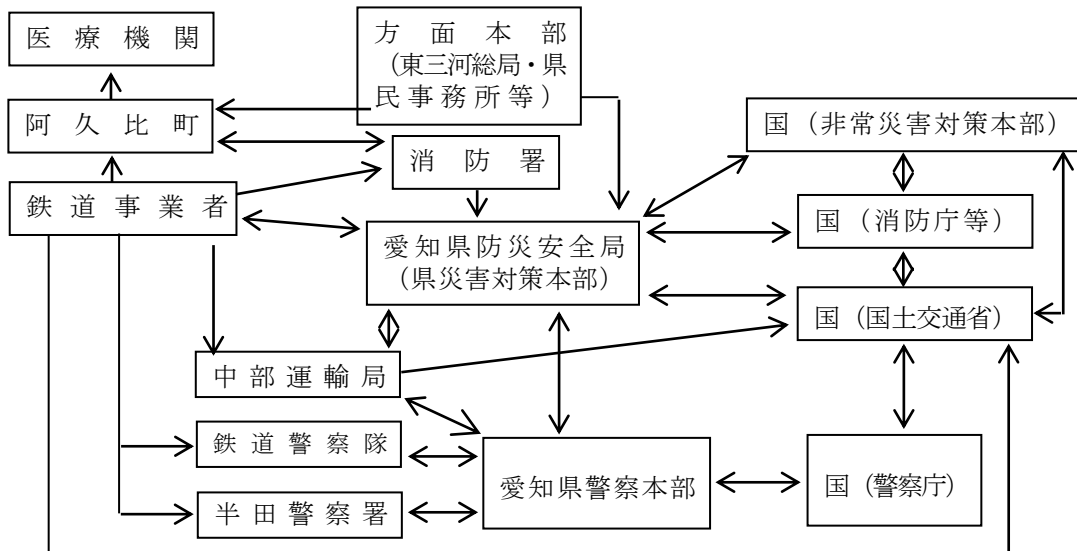 医療機関
方面本部
（東三河総局・県
民事務所等）
阿久比町
国（非常災害対策本部）
消防署
鉄道事業者
国（消防庁等）
愛知県防災安全局
（県災害対策本部）
国（国土交通省）
中部運輸局
鉄道警察隊
愛知県警察本部
国（警察庁）
半田警察署